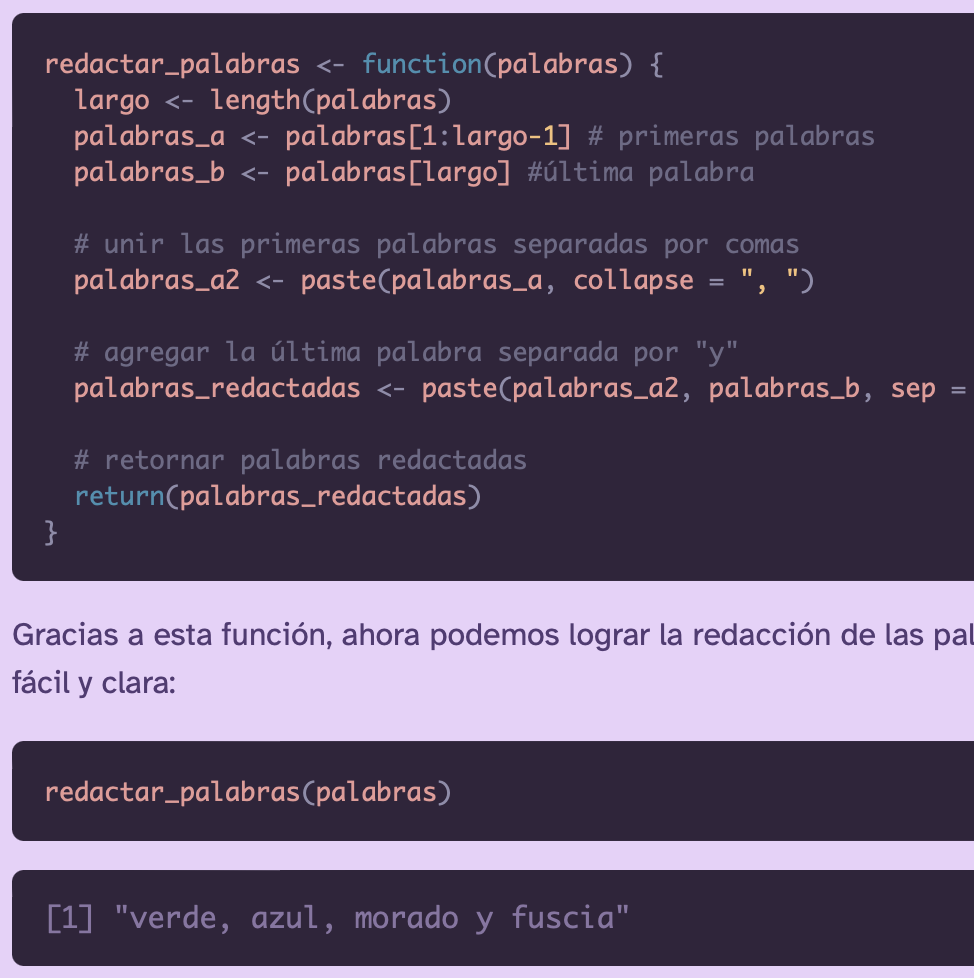 redactar_palabras <- function(palabras) {
  largo <- length(palabras)
  palabras_a <- palabras[1:largo-1] # primeras palabras
  palabras_b <- palabras[largo] #última palabra
  # unir las primeras palabras separadas por comas
  palabras_a2 <- paste(palabras_a, collapse = ", ")
  # agregar la última palabra separada por "y"
  palabras_redactadas <- paste(palabras_a2, palabras_b, sep =
  # retornar palabras redactadas
  return(palabras_redactadas)
}
Gracias a esta función, ahora podemos lograr la redacción de las
fácil y clara:
redactar_palabras(palabras)
[1] "verde, azul, morado y fuscia"